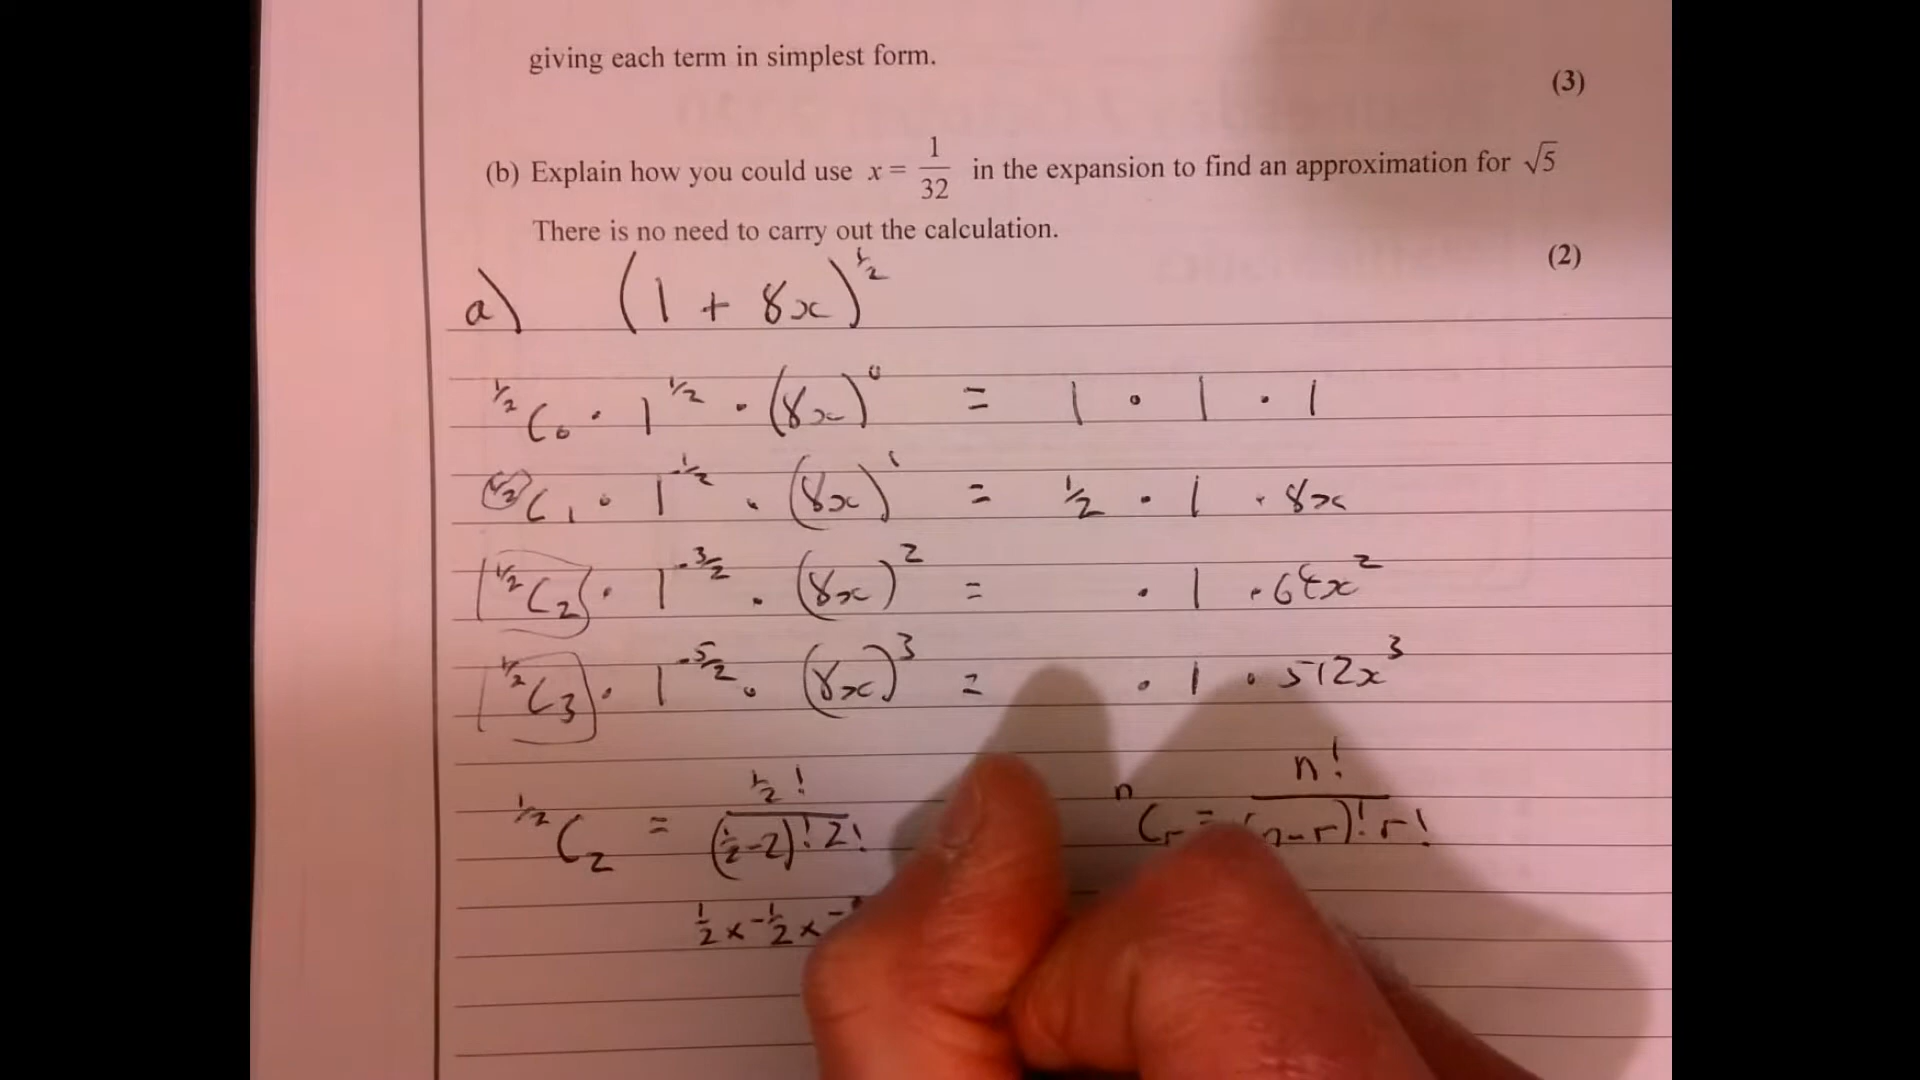 giving each term in simplest form.
(3)
(b) Explain how you could use x = 1/32 in the expansion to find an approximation for √5
There is no need to carry out the calculation.
(2)
a) (1 + 8x)^½
½C₀ · 1^½ · (8x)⁰ = 1 · 1 · 1
½C₁ · 1^-½ · (8x)¹ = ½ · 1 · 8x
½C₂ · 1^-3/2 · (8x)² = · 1 · 64x²
½C₃ · 1^-5/2 · (8x)³ = · 1 · 512x³
½C₂ = ½! / (½-2)! 2!
nCr = n! / (n-r)! r!
½ x -½ x -